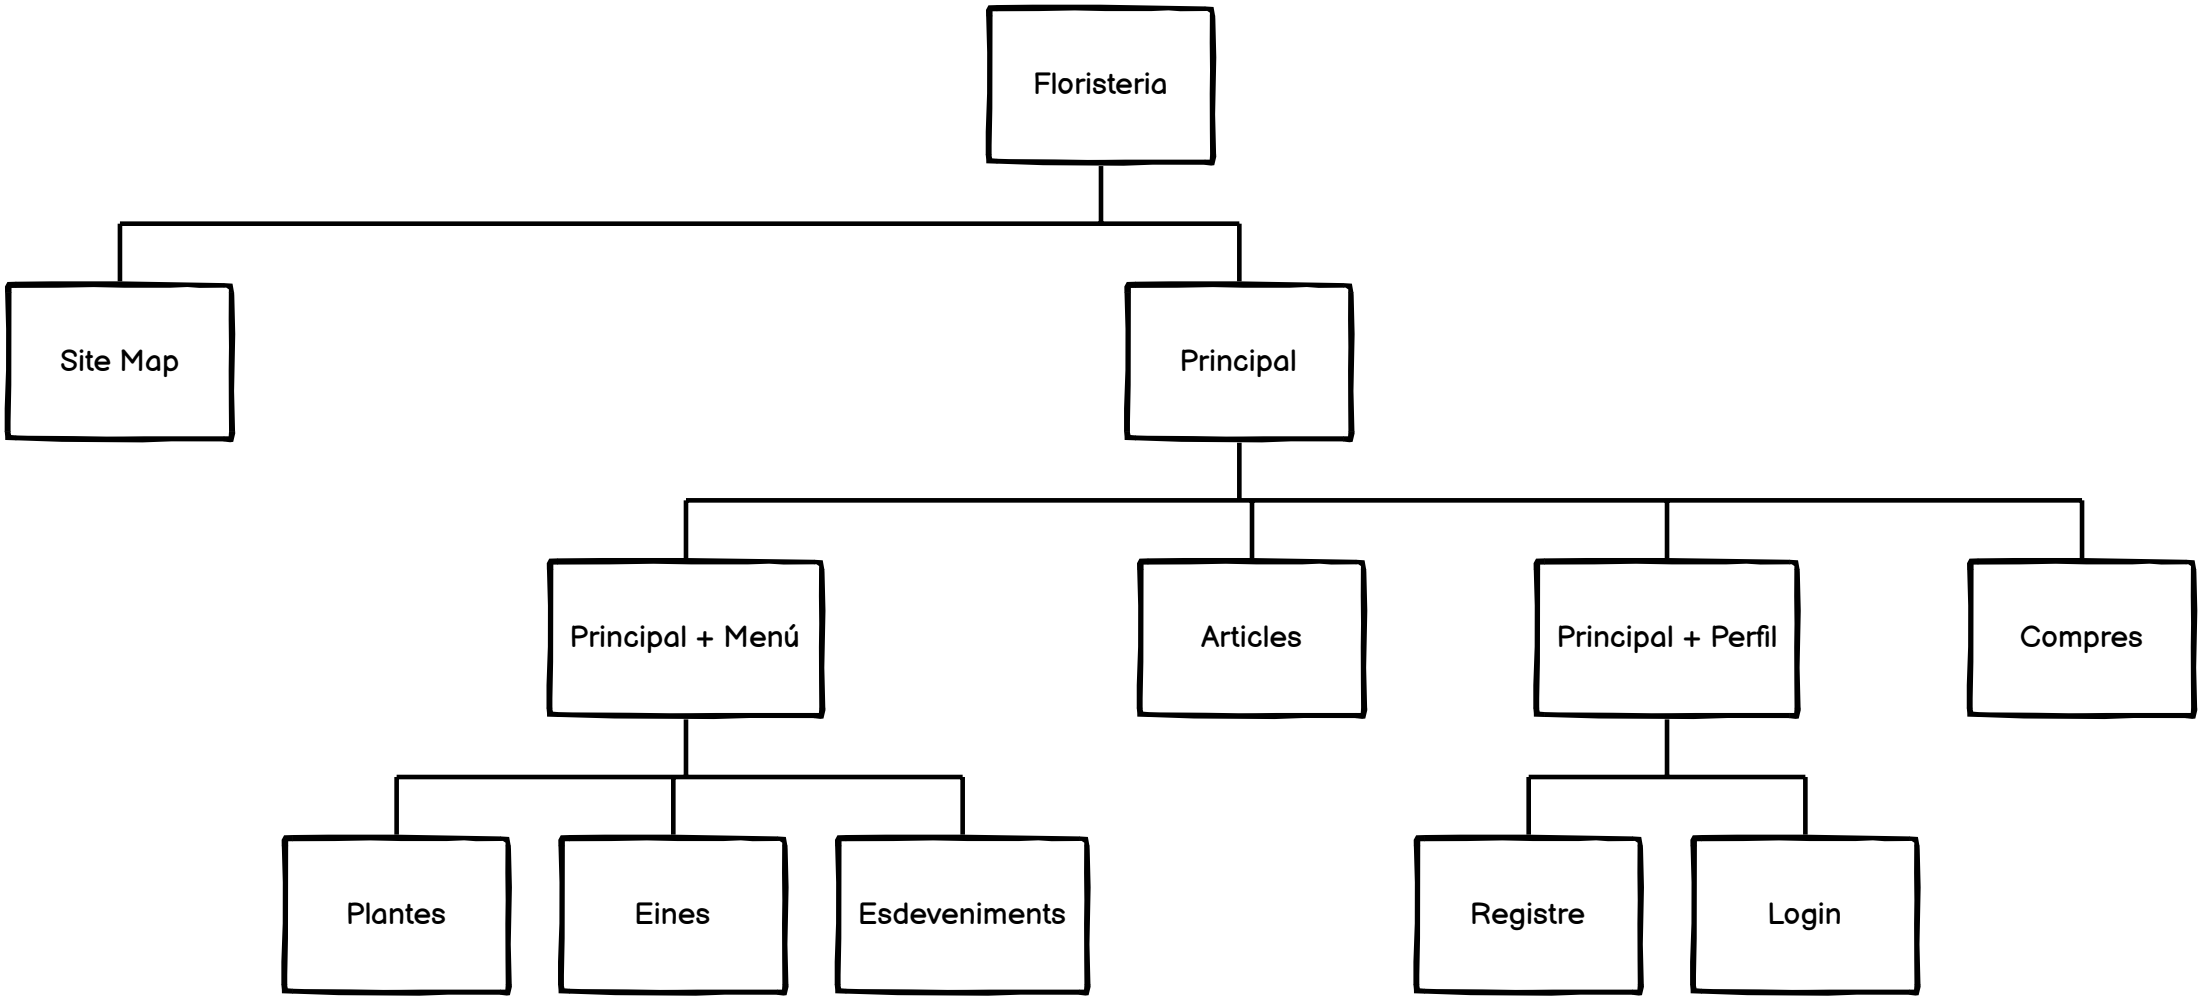 Floristeria
Site Map
Principal
Principal + Menú
Articles
Principal + Perfil
Compres
Plantes
Eines
Esdeveniments
Registre
Login